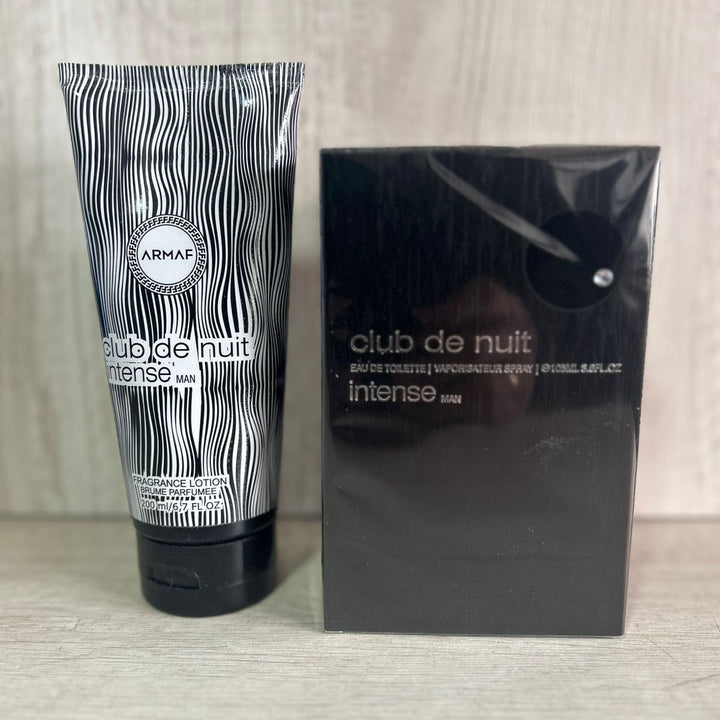 ARMAF
club de nuit
intense MAN
FRAGRANCE LOTION
BRUME PARFUMEE
200 ml/6,7 FL OZ
club de nuit
EAU DE TOILETTE | VAPORISATEUR SPRAY | ℮105ML 3.6FL.OZ
intense MAN